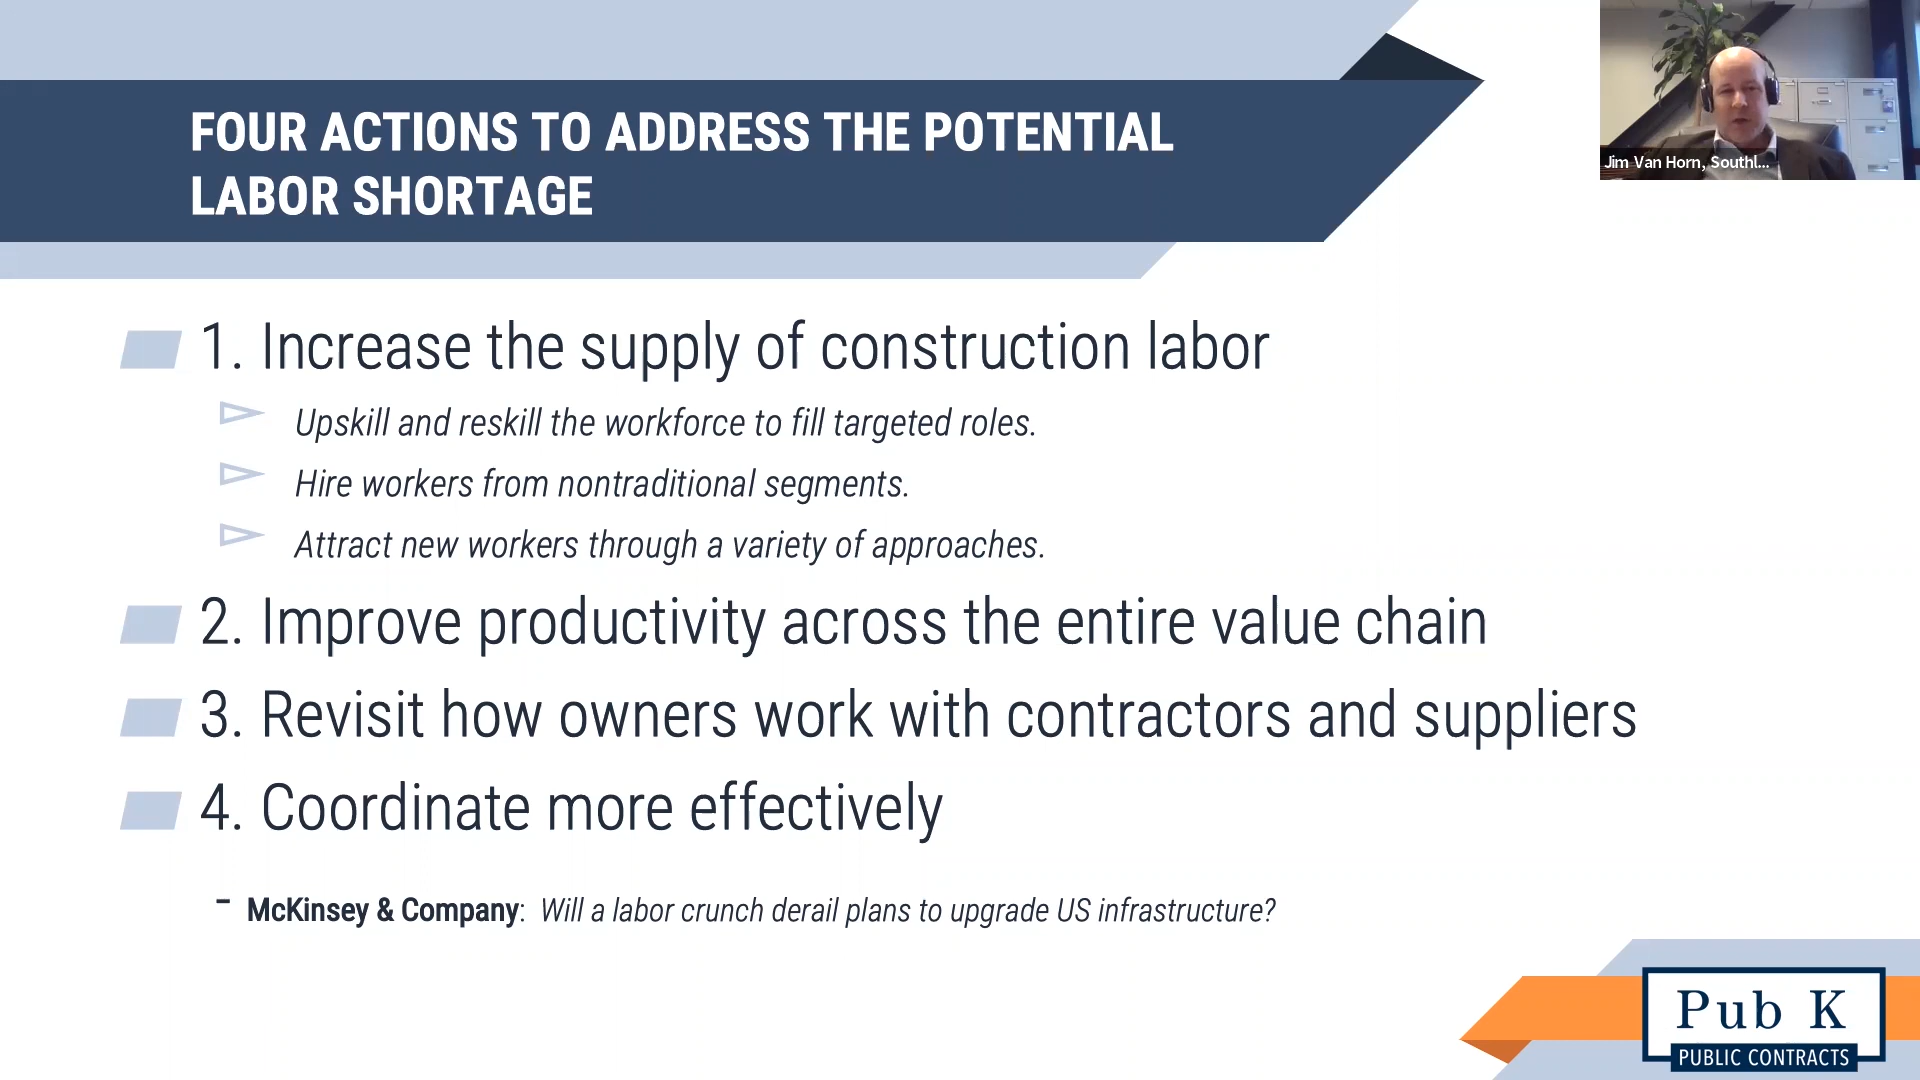 FOUR ACTIONS TO ADDRESS THE POTENTIAL
LABOR SHORTAGE
Jim Van Horn, Southl...
1. Increase the supply of construction labor
Upskill and reskill the workforce to fill targeted roles.
Hire workers from nontraditional segments.
Attract new workers through a variety of approaches.
2. Improve productivity across the entire value chain
3. Revisit how owners work with contractors and suppliers
4. Coordinate more effectively
- McKinsey & Company: Will a labor crunch derail plans to upgrade US infrastructure?
Pub K
PUBLIC CONTRACTS